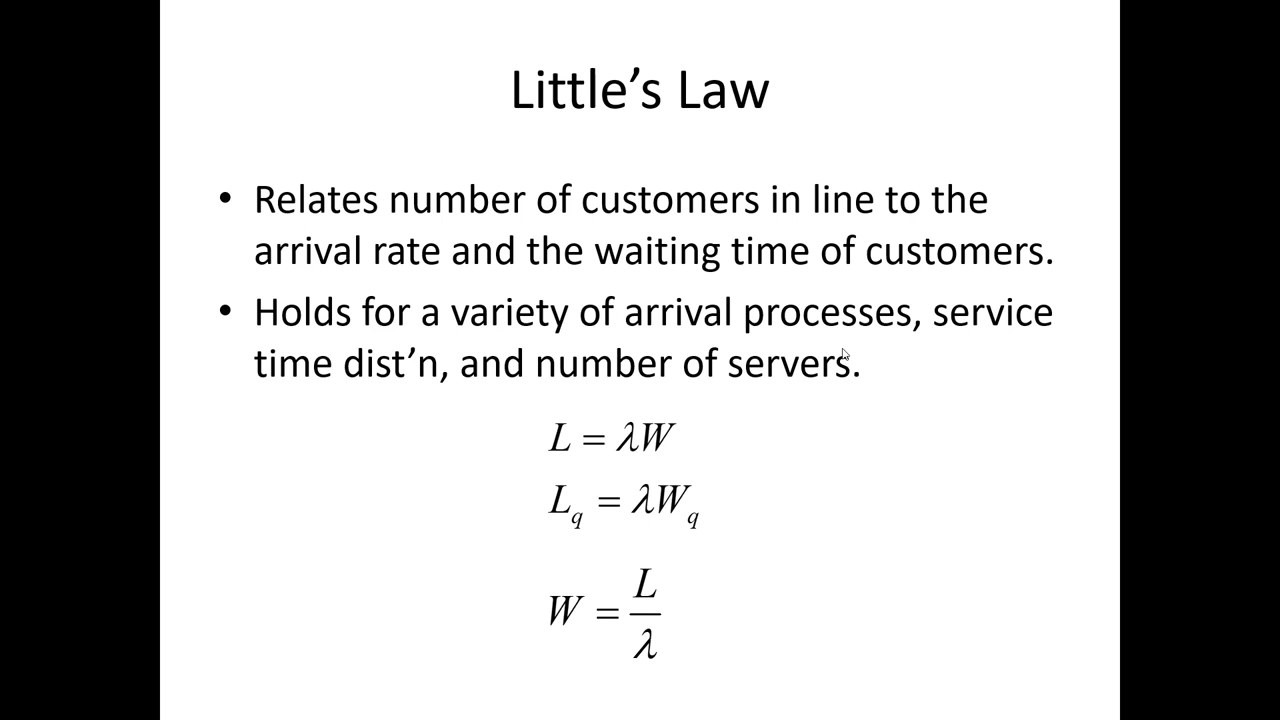 Little’s Law
• Relates number of customers in line to the
arrival rate and the waiting time of customers.
• Holds for a variety of arrival processes, service
time dist’n, and number of servers.
L = λW
L_q = λW_q
W = L/λ